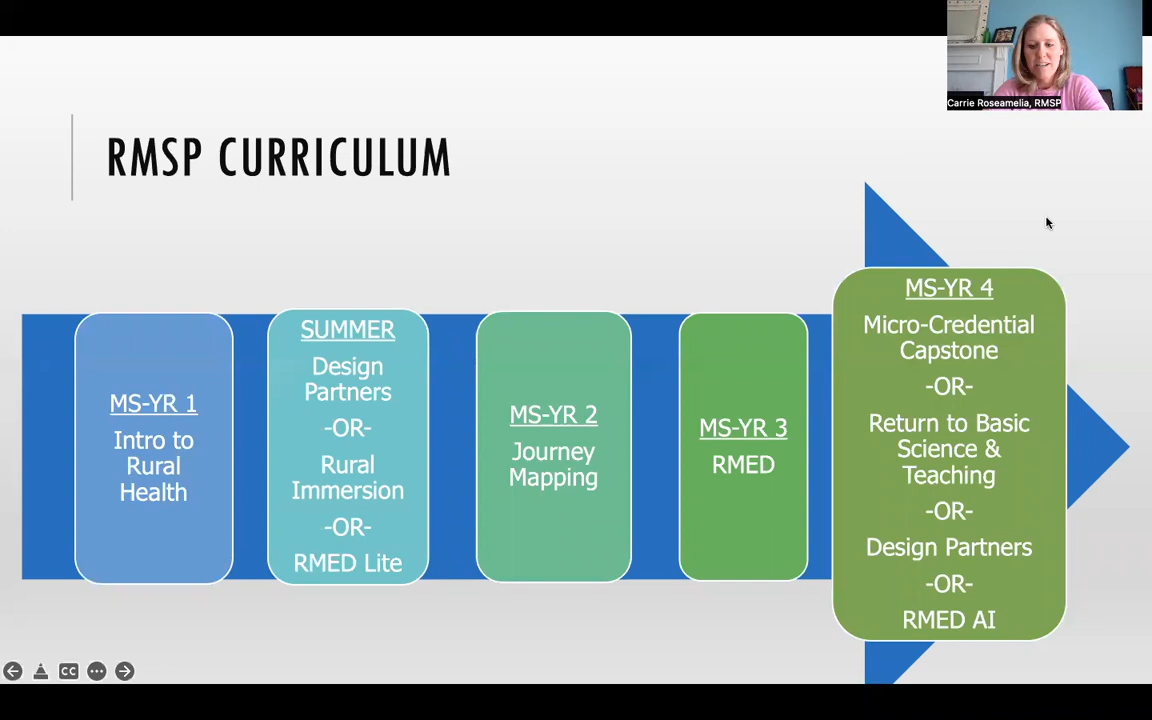 Carrie Roseamelia, RMSP
RMSP CURRICULUM
MS-YR 1
Intro to
Rural
Health
SUMMER
Design
Partners
-OR-
Rural
Immersion
-OR-
RMED Lite
MS-YR 2
Journey
Mapping
MS-YR 3
RMED
MS-YR 4
Micro-Credential
Capstone
-OR-
Return to Basic
Science &
Teaching
-OR-
Design Partners
-OR-
RMED AI
CC